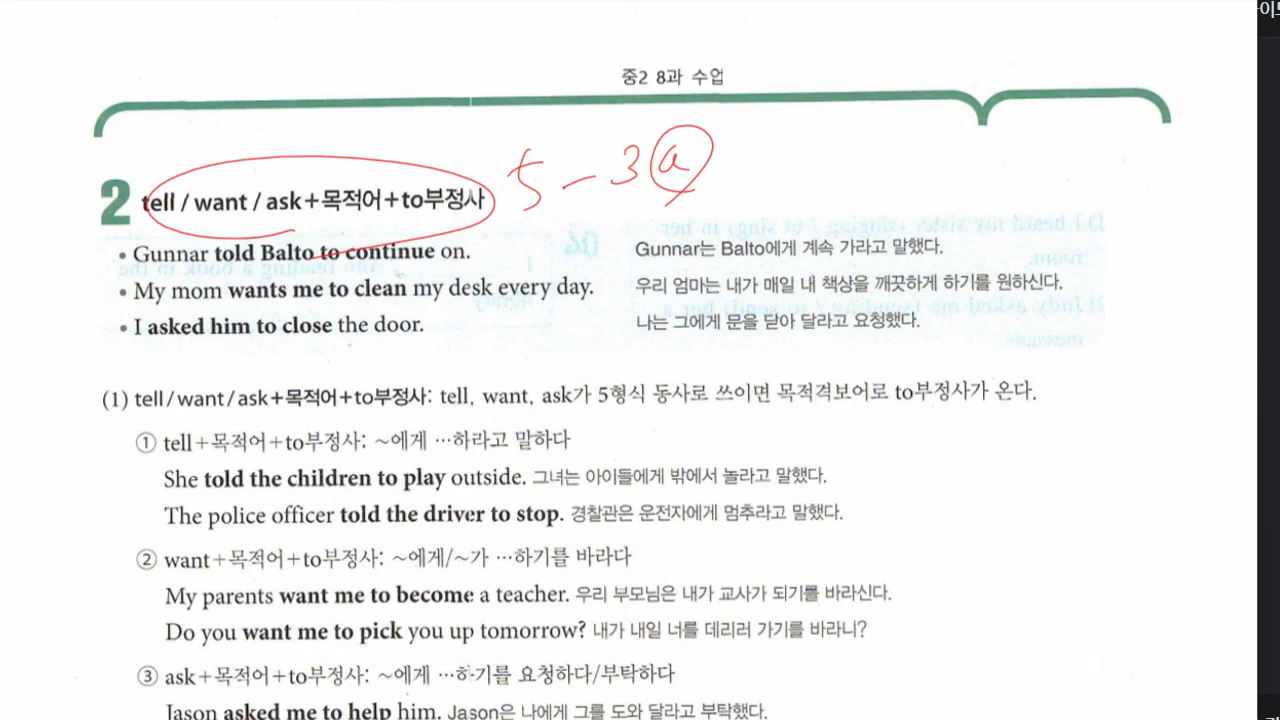 중2 8과 수업
5 - 3 a
2 tell / want / ask+목적어+to부정사
• Gunnar told Balto to continue on. Gunnar는 Balto에게 계속 가라고 말했다.
• My mom wants me to clean my desk every day. 우리 엄마는 내가 매일 내 책상을 깨끗하게 하기를 원하신다.
• I asked him to close the door. 나는 그에게 문을 닫아 달라고 요청했다.
(1) tell/want/ask+목적어+to부정사: tell, want, ask가 5형식 동사로 쓰이면 목적격보어로 to부정사가 온다.
① tell+목적어+to부정사: ~에게 …하라고 말하다
She told the children to play outside. 그녀는 아이들에게 밖에서 놀라고 말했다.
The police officer told the driver to stop. 경찰관은 운전자에게 멈추라고 말했다.
② want+목적어+to부정사: ~에게/~가 …하기를 바라다
My parents want me to become a teacher. 우리 부모님은 내가 교사가 되기를 바라신다.
Do you want me to pick you up tomorrow? 내가 내일 너를 데리러 가기를 바라니?
③ ask+목적어+to부정사: ~에게 …하기를 요청하다/부탁하다
Jason asked me to help him. Jason은 나에게 그를 도와 달라고 부탁했다.